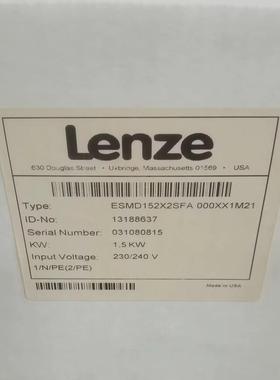 Lenze
630 Douglas Street • Uxbridge, Massachusetts 01569 • USA
Type: ESMD152X2SFA 000XX1M21
ID-No: 13188637
Serial Number: 031080815
KW: 1,5 KW
Input Voltage: 230/240 V
1/N/PE(2/PE)
Made in USA